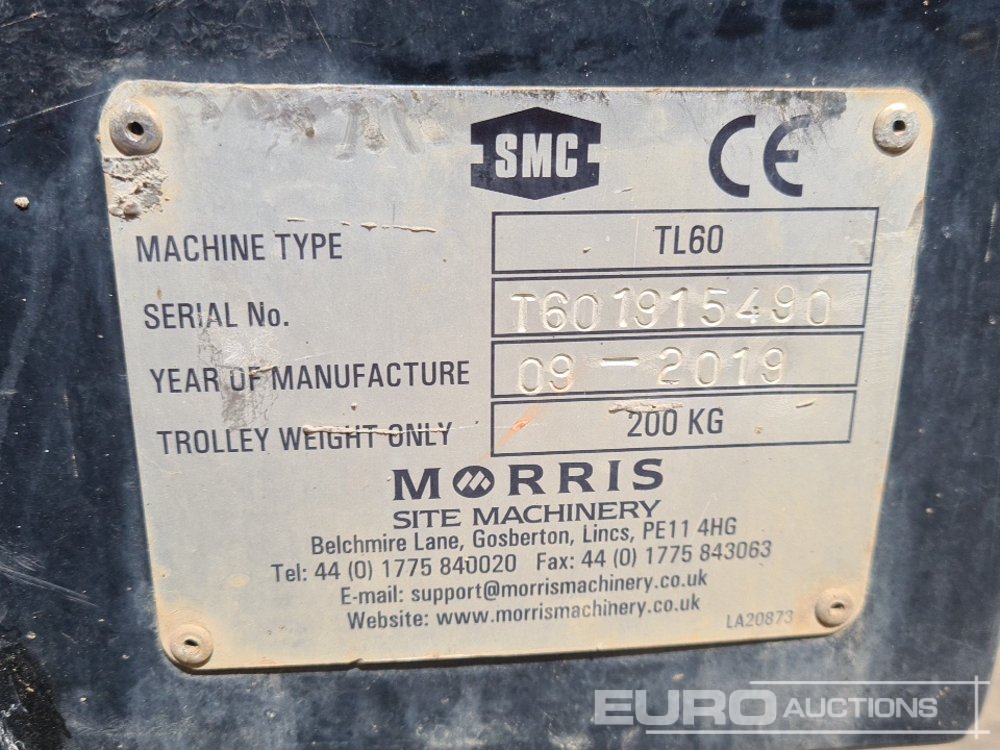 SMC CE
MACHINE TYPE TL60
SERIAL No. T601915490
YEAR OF MANUFACTURE 09-2019
TROLLEY WEIGHT ONLY 200 KG
MORRIS
SITE MACHINERY
Belchmire Lane, Gosberton, Lincs, PE11 4HG
Tel: 44 (0) 1775 840020 Fax: 44 (0) 1775 843063
E-mail: support@morrismachinery.co.uk
Website: www.morrismachinery.co.uk
LA20873
EURO AUCTIONS